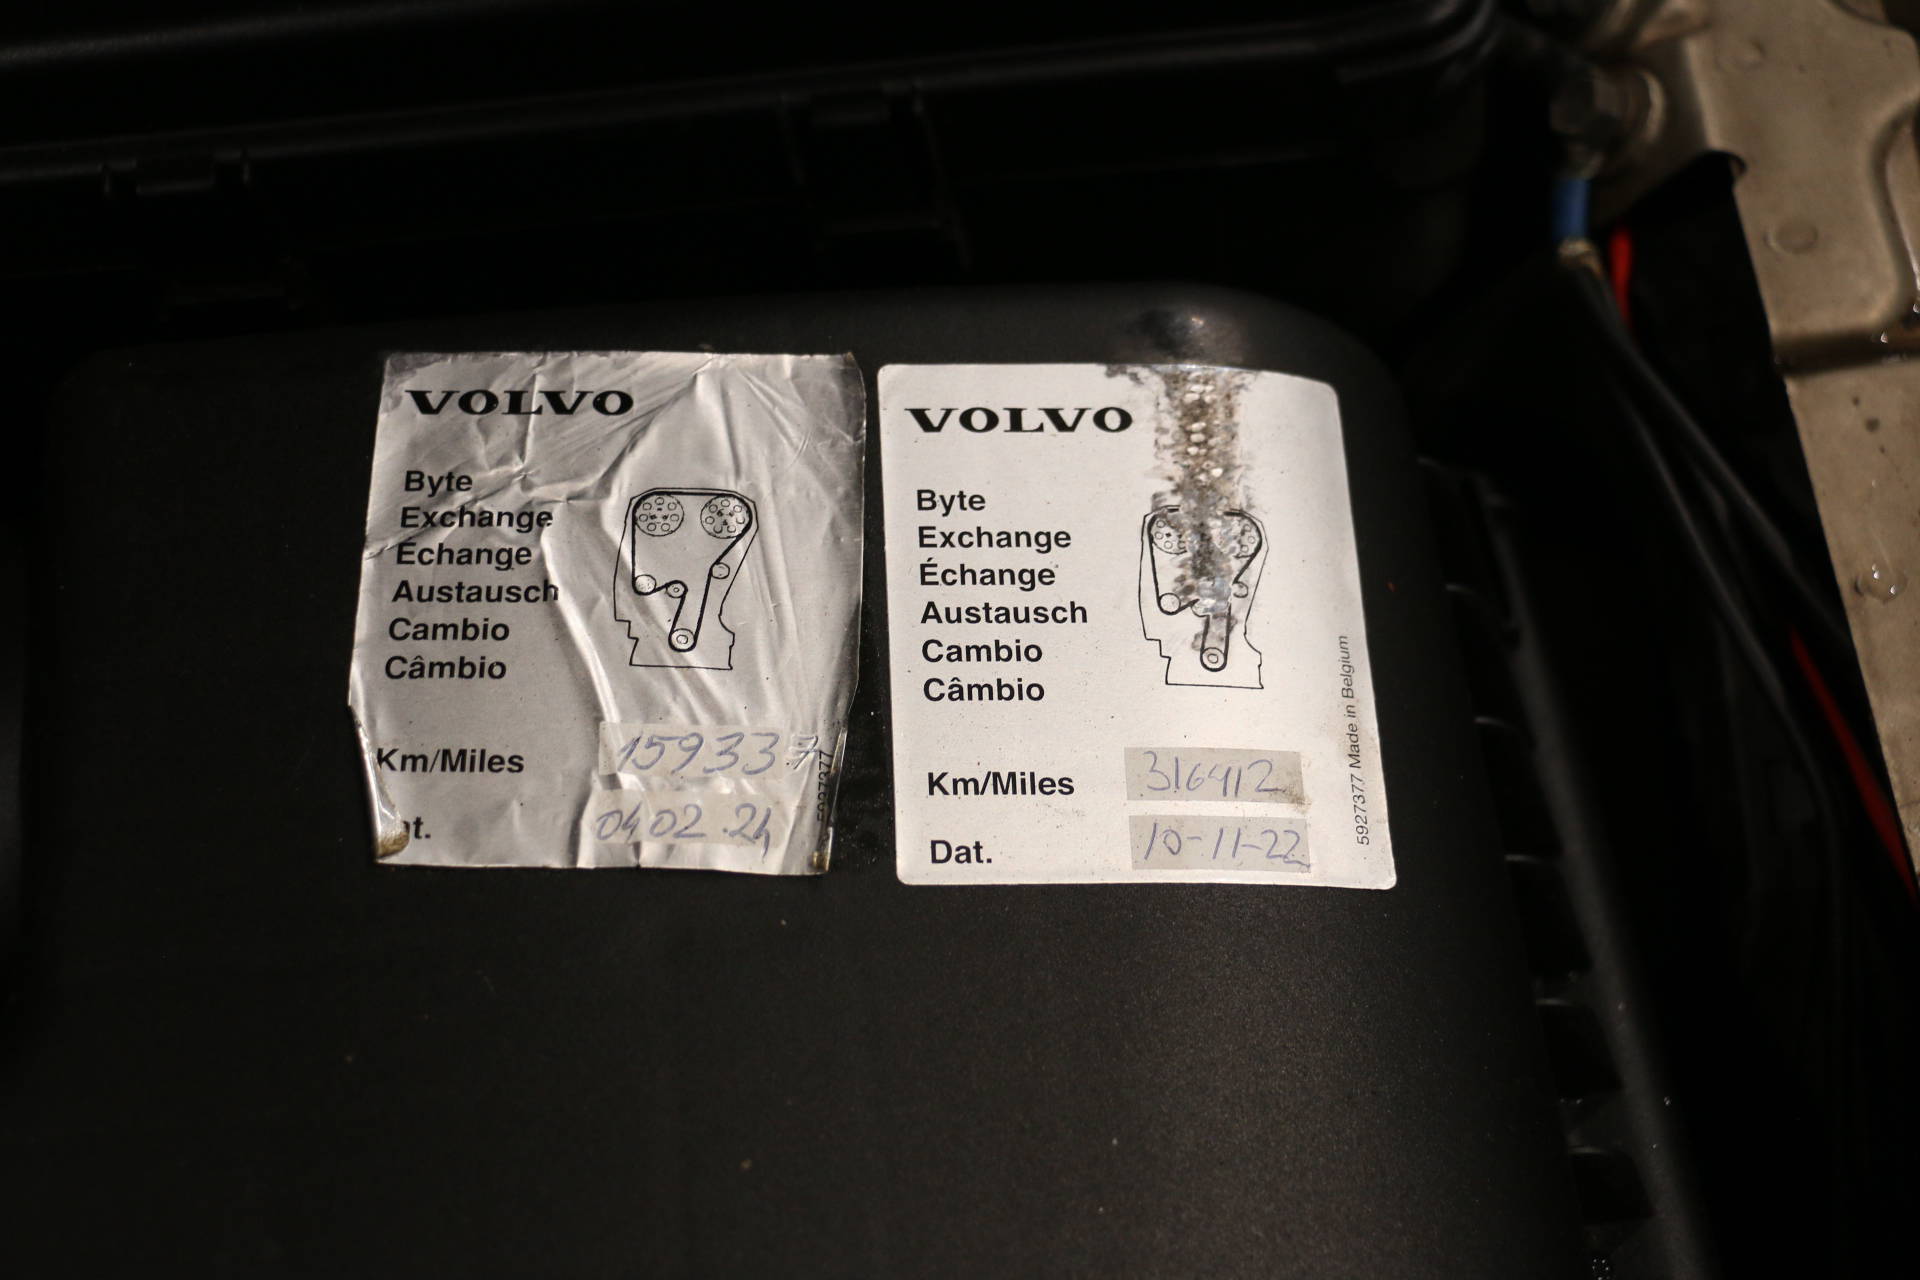 VOLVO
Byte
Exchange
Échange
Austausch
Cambio
Câmbio
Km/Miles 159337
04 02.24
5927377
VOLVO
Byte
Exchange
Échange
Austausch
Cambio
Câmbio
Km/Miles 316412
Dat. 10-11-22
5927377 Made in Belgium